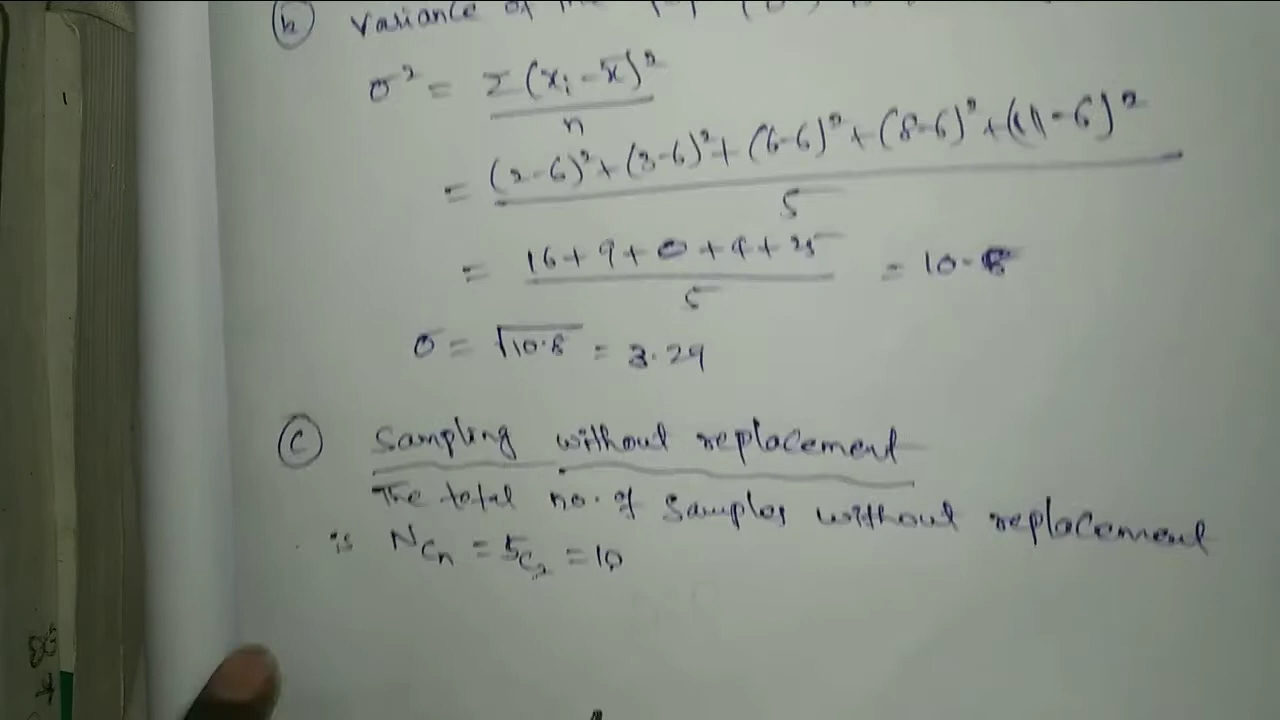 (b) Variance of the
σ² = Σ(xᵢ - x̄)² / n
= (2-6)² + (3-6)² + (6-6)² + (8-6)² + (11-6)² / 5
= 16 + 9 + 0 + 4 + 25 / 5 = 10.8
σ = √10.8 = 3.29
(c) Sampling without replacement
The total no. of samples without replacement
is NCn = 5C2 = 10